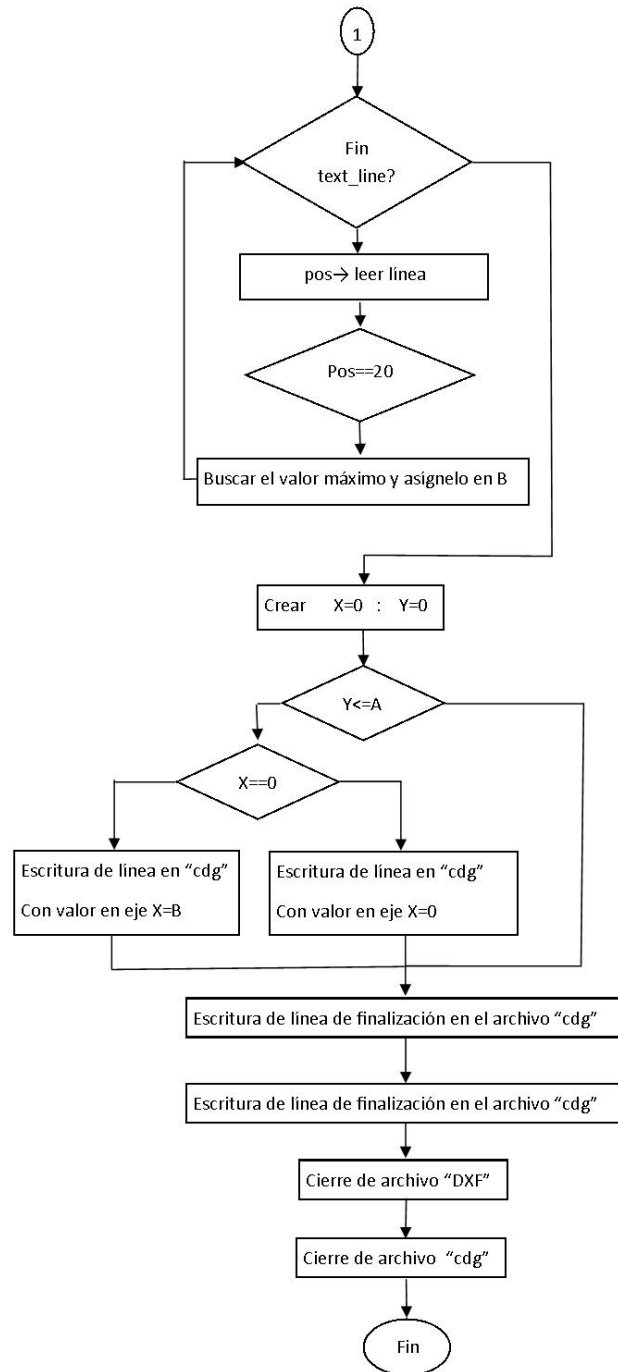 1
Fin
text_line?
pos→ leer línea
Pos==20
Buscar el valor máximo y asígnelo en B
Crear X=0 : Y=0
Y<=A
X==0
Escritura de línea en “cdg”
Con valor en eje X=B
Escritura de línea en “cdg”
Con valor en eje X=0
Escritura de línea de finalización en el archivo “cdg”
Escritura de línea de finalización en el archivo “cdg”
Cierre de archivo “DXF”
Cierre de archivo “cdg”
Fin